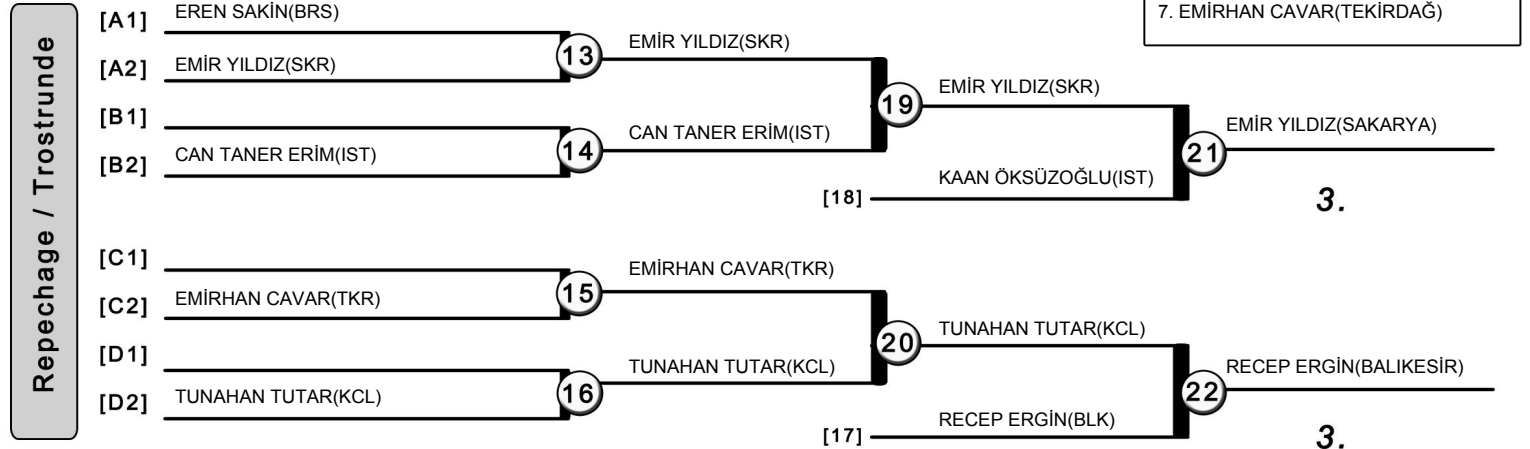 Repechage / Trostrunde
7. EMİRHAN CAVAR(TEKİRDAĞ)
[A1] EREN SAKİN(BRS)
[A2] EMİR YILDIZ(SKR)
13
EMİR YILDIZ(SKR)
[B1]
[B2] CAN TANER ERİM(IST)
14
CAN TANER ERİM(IST)
19
EMİR YILDIZ(SKR)
[18] KAAN ÖKSÜZOĞLU(IST)
21
EMİR YILDIZ(SAKARYA)
3.
[C1]
[C2] EMİRHAN CAVAR(TKR)
15
EMİRHAN CAVAR(TKR)
[D1]
[D2] TUNAHAN TUTAR(KCL)
16
TUNAHAN TUTAR(KCL)
20
TUNAHAN TUTAR(KCL)
[17] RECEP ERGİN(BLK)
22
RECEP ERGİN(BALIKESİR)
3.